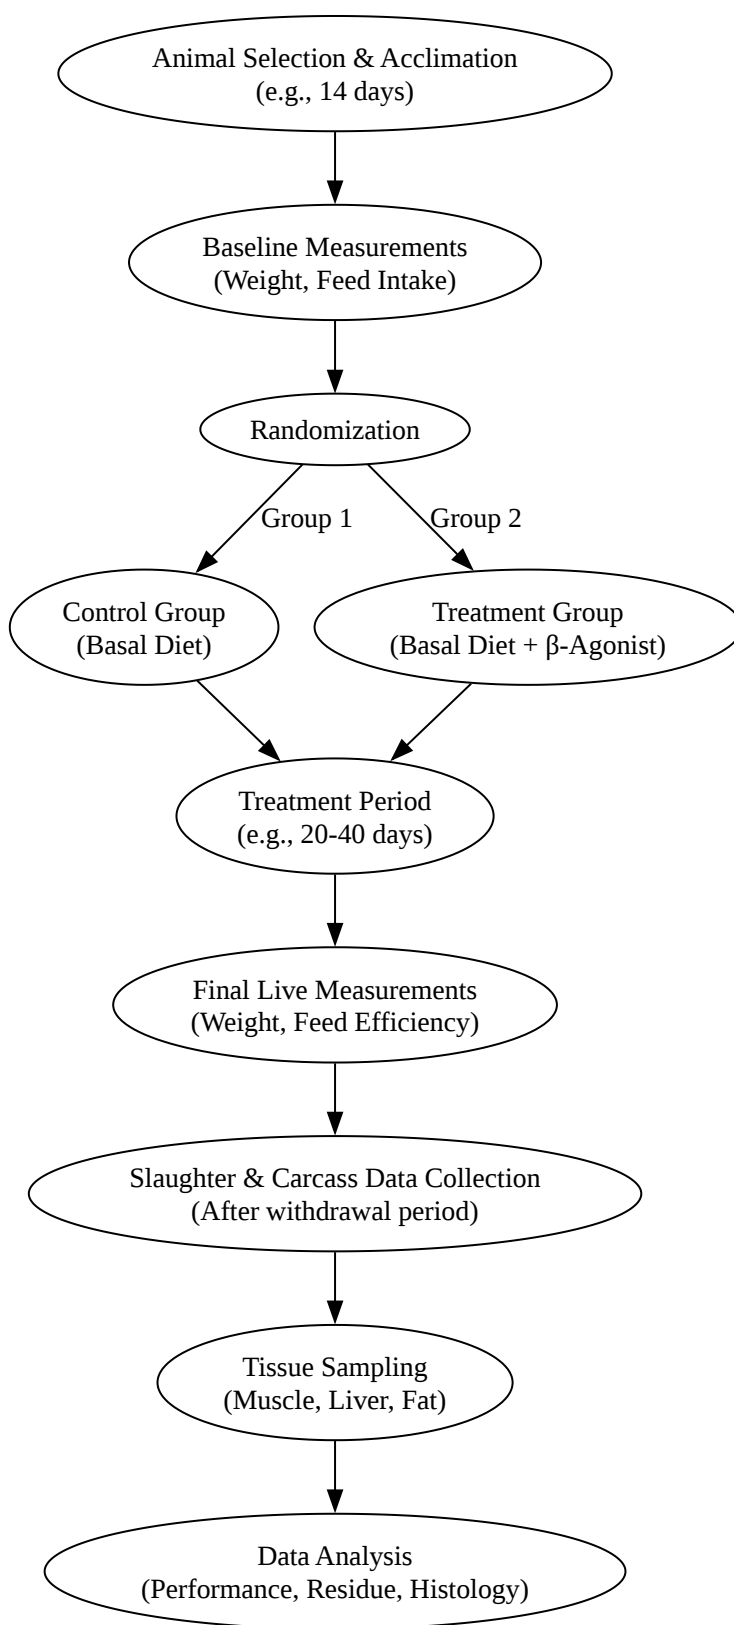 Animal Selection & Acclimation
(e.g., 14 days)
Baseline Measurements
(Weight, Feed Intake)
Randomization
Group 1
Group 2
Control Group
(Basal Diet)
Treatment Group
(Basal Diet + β-Agonist)
Treatment Period
(e.g., 20-40 days)
Final Live Measurements
(Weight, Feed Efficiency)
Slaughter & Carcass Data Collection
(After withdrawal period)
Tissue Sampling
(Muscle, Liver, Fat)
Data Analysis
(Performance, Residue, Histology)